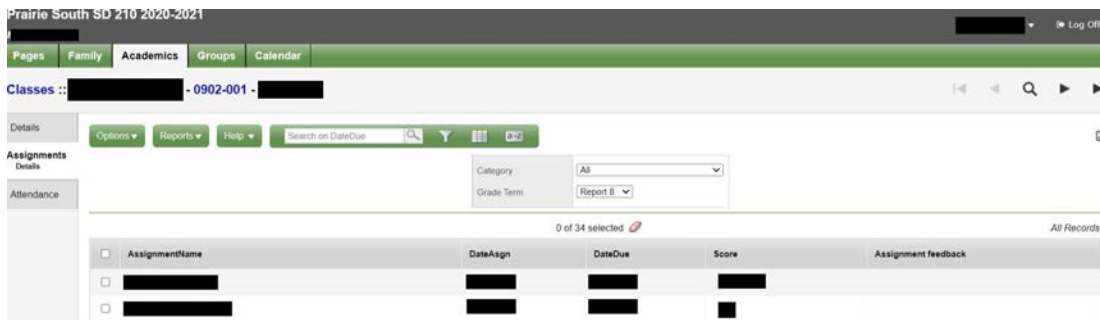 Prairie South SD 210 2020-2021
Log Off
Pages Family Academics Groups Calendar
Classes :: - 0902-001 -
Details
Options Reports Help Search on DateDue a-z
Assignments
Details
Category All
Attendance
Grade Term Report 8
0 of 34 selected All Records
AssignmentName DateAsgn DateDue Score Assignment feedback